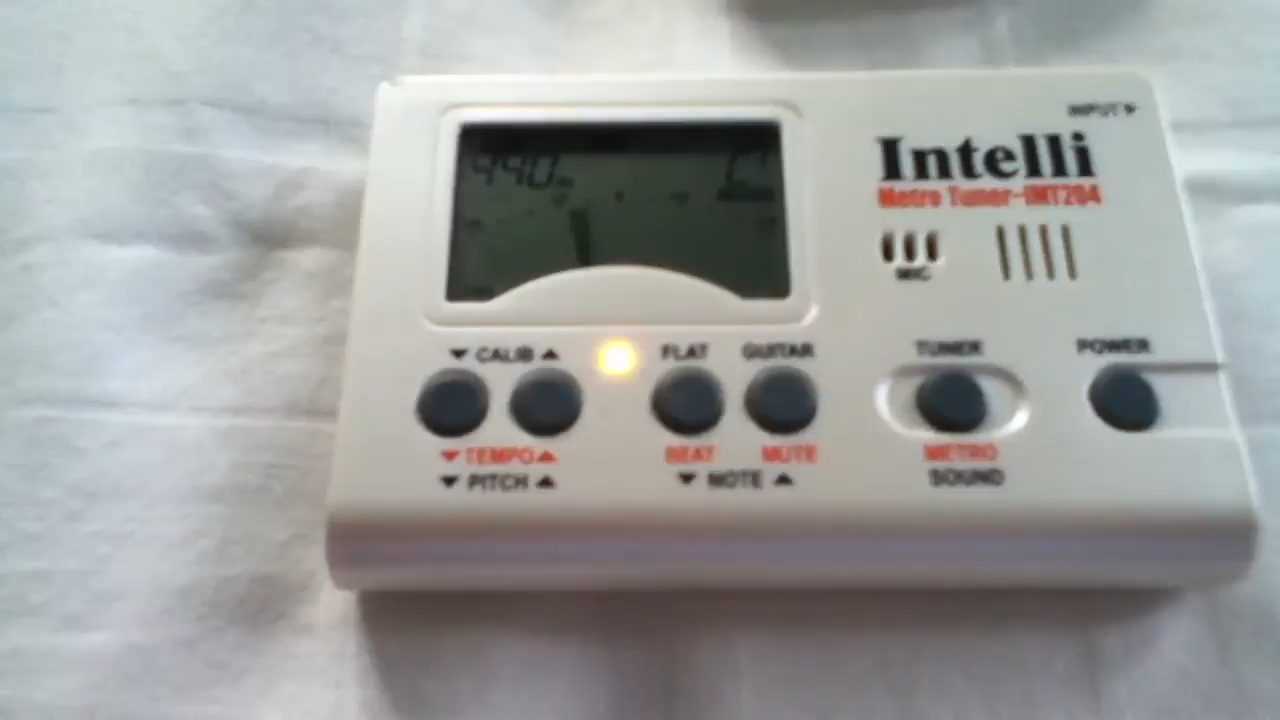 INPUT
440
C
Intelli
Metro Tuner-IMT204
MIC
CALIB FLAT GUITAR TUNER POWER
TEMPO BEAT MUTE METRO
PITCH NOTE SOUND